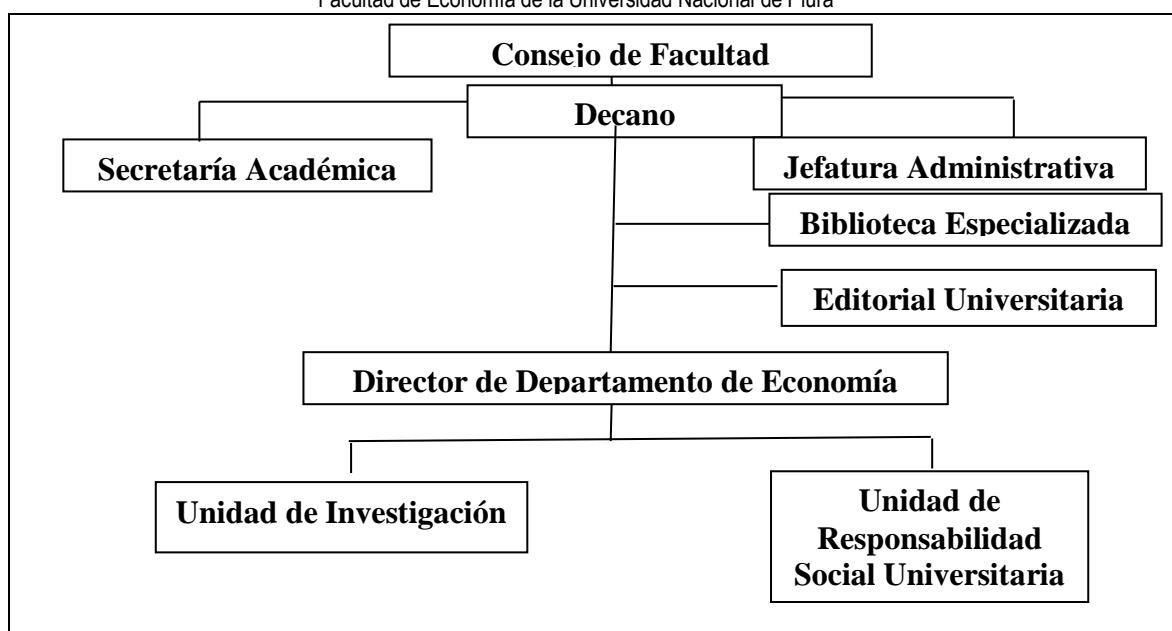 Facultad de Economía de la Universidad Nacional de Piura
Consejo de Facultad
Decano
Secretaría Académica
Jefatura Administrativa
Biblioteca Especializada
Editorial Universitaria
Director de Departamento de Economía
Unidad de Investigación
Unidad de
Responsabilidad
Social Universitaria